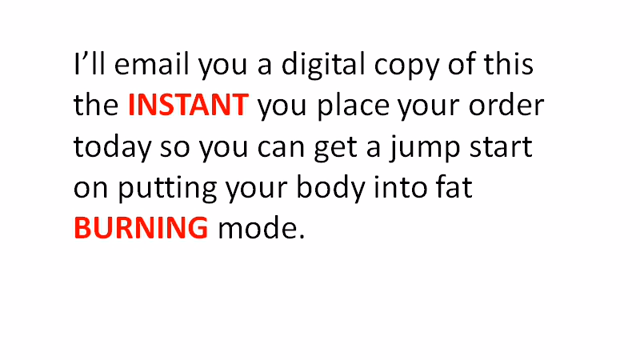 I’ll email you a digital copy of this
the INSTANT you place your order
today so you can get a jump start
on putting your body into fat
BURNING mode.